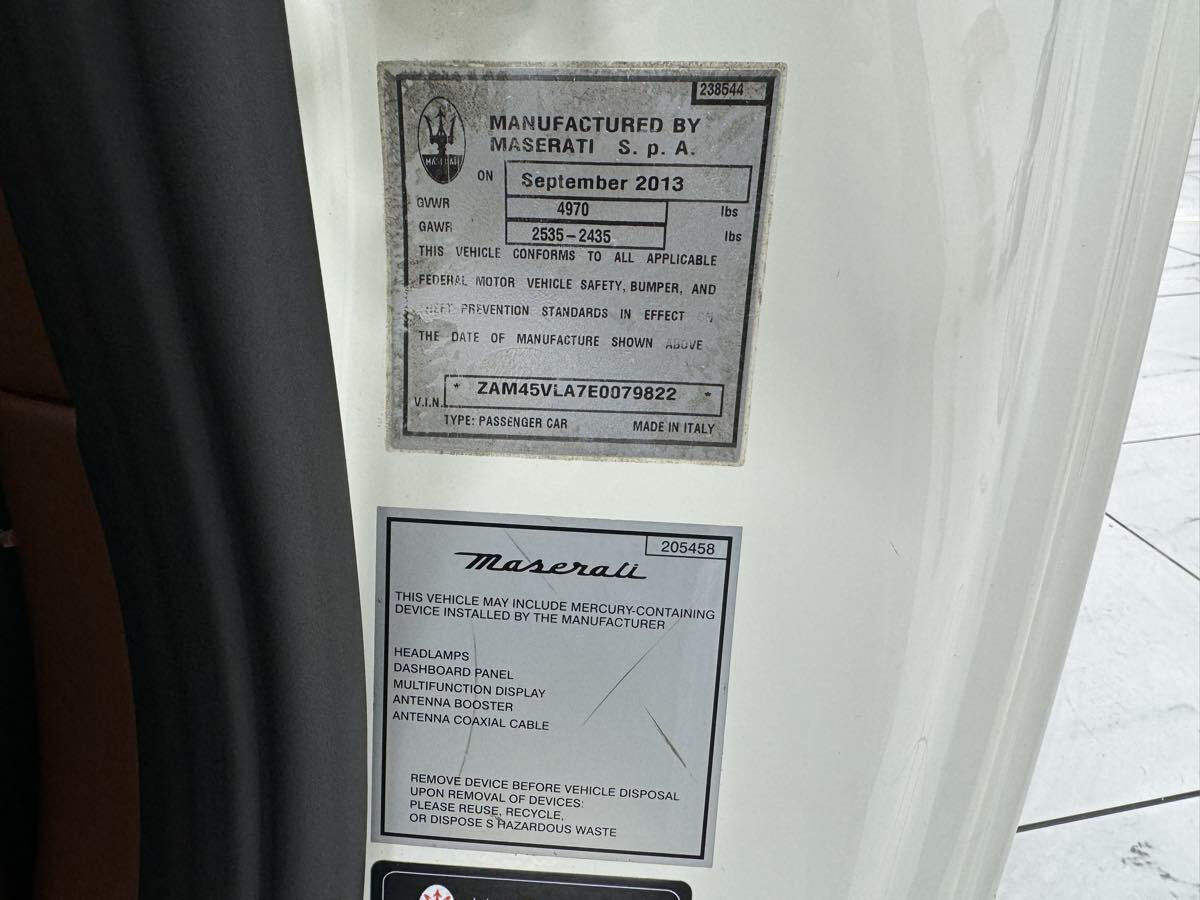 238544
MASERATI
MANUFACTURED BY
MASERATI S. p. A.
ON September 2013
GVWR 4970 lbs
GAWR 2535-2435 lbs
THIS VEHICLE CONFORMS TO ALL APPLICABLE
FEDERAL MOTOR VEHICLE SAFETY, BUMPER, AND
THEFT PREVENTION STANDARDS IN EFFECT ON
THE DATE OF MANUFACTURE SHOWN ABOVE
V.I.N. * ZAM45VLA7E0079822 *
TYPE: PASSENGER CAR MADE IN ITALY
205458
Maserati
THIS VEHICLE MAY INCLUDE MERCURY-CONTAINING
DEVICE INSTALLED BY THE MANUFACTURER
HEADLAMPS
DASHBOARD PANEL
MULTIFUNCTION DISPLAY
ANTENNA BOOSTER
ANTENNA COAXIAL CABLE
REMOVE DEVICE BEFORE VEHICLE DISPOSAL
UPON REMOVAL OF DEVICES:
PLEASE REUSE, RECYCLE,
OR DISPOSE S HAZARDOUS WASTE